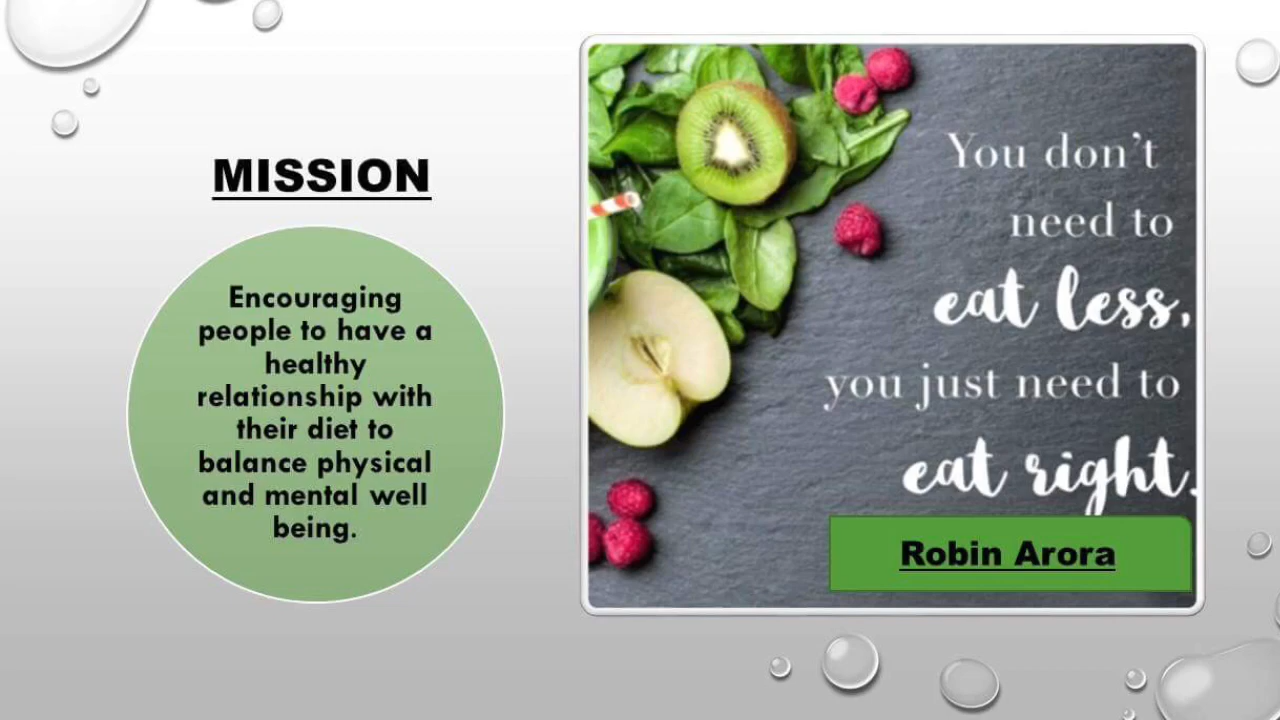 MISSION
Encouraging
people to have a
healthy
relationship with
their diet to
balance physical
and mental well
being.
You don't
need to
eat less,
you just need to
eat right.
Robin Arora